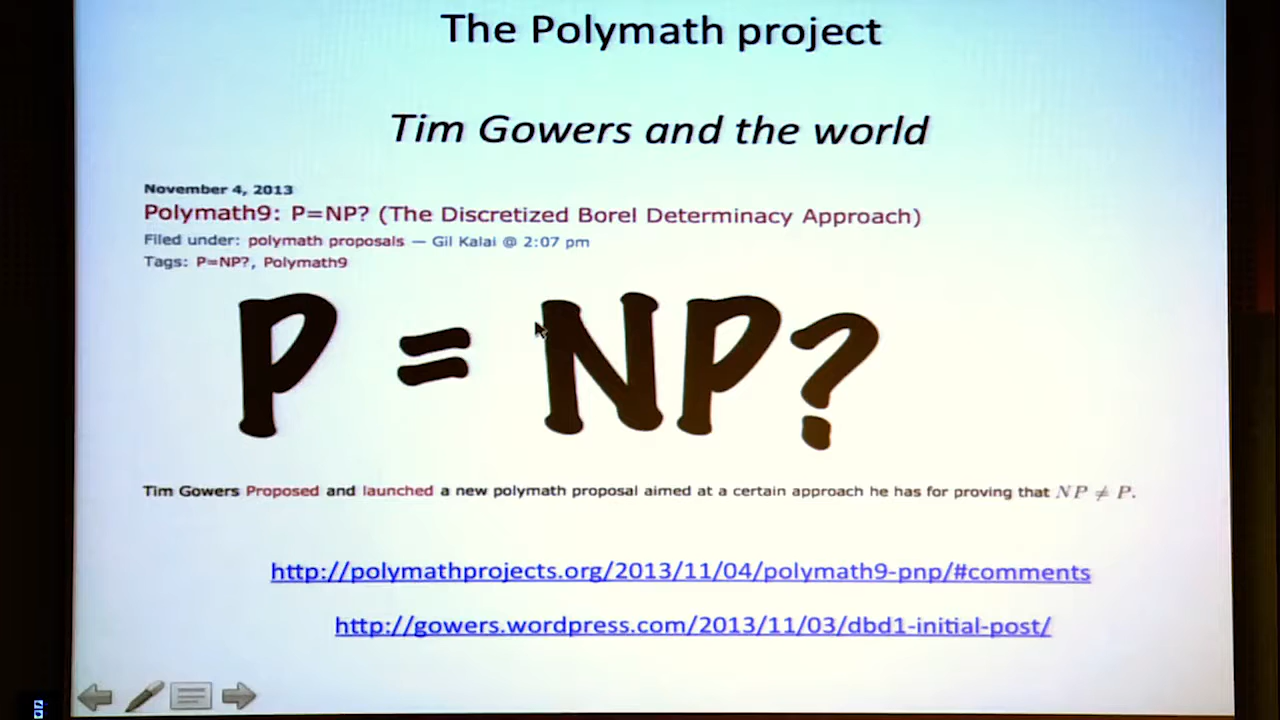 The Polymath project
Tim Gowers and the world
November 4, 2013
Polymath9: P=NP? (The Discretized Borel Determinacy Approach)
Filed under: polymath proposals — Gil Kalai @ 2:07 pm
Tags: P=NP?, Polymath9
P = NP?
Tim Gowers Proposed and launched a new polymath proposal aimed at a certain approach he has for proving that NP ≠ P.
http://polymathprojects.org/2013/11/04/polymath9-pnp/#comments
http://gowers.wordpress.com/2013/11/03/dbd1-initial-post/